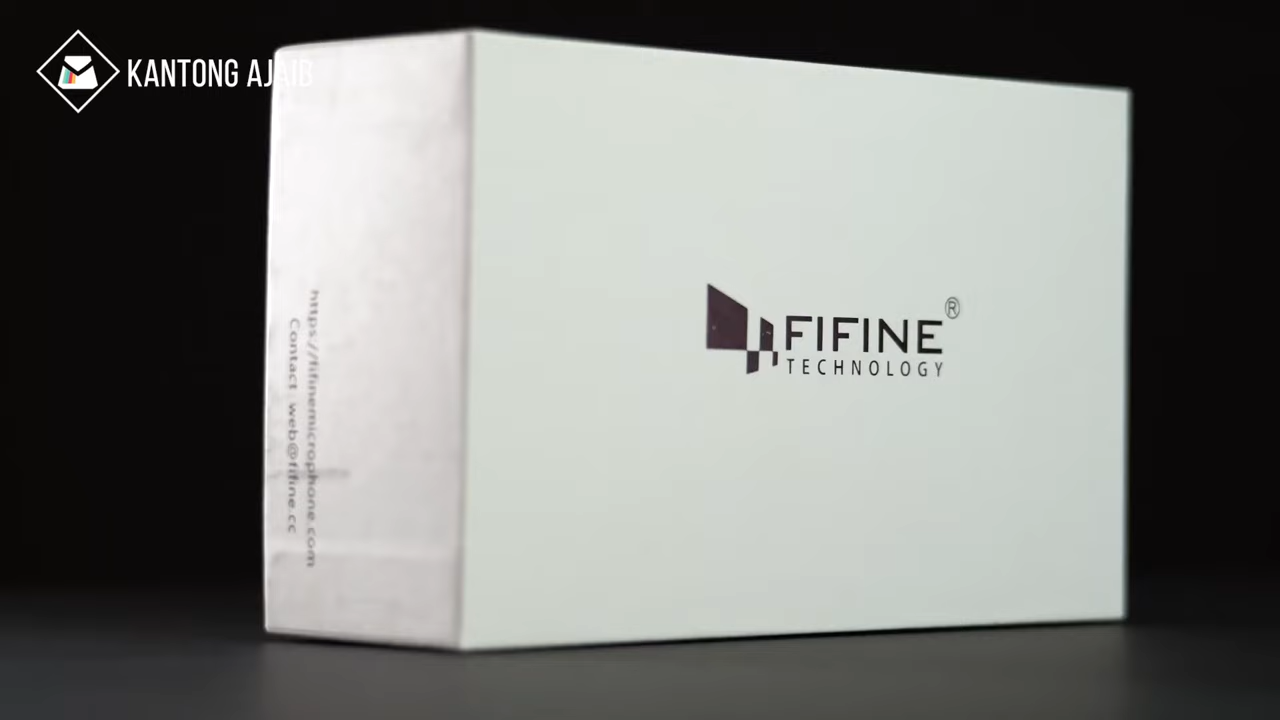 KANTONG AJAIB
FIFINE®
TECHNOLOGY
https://fifinemicrophone.com
Contact: web@fifine.cc